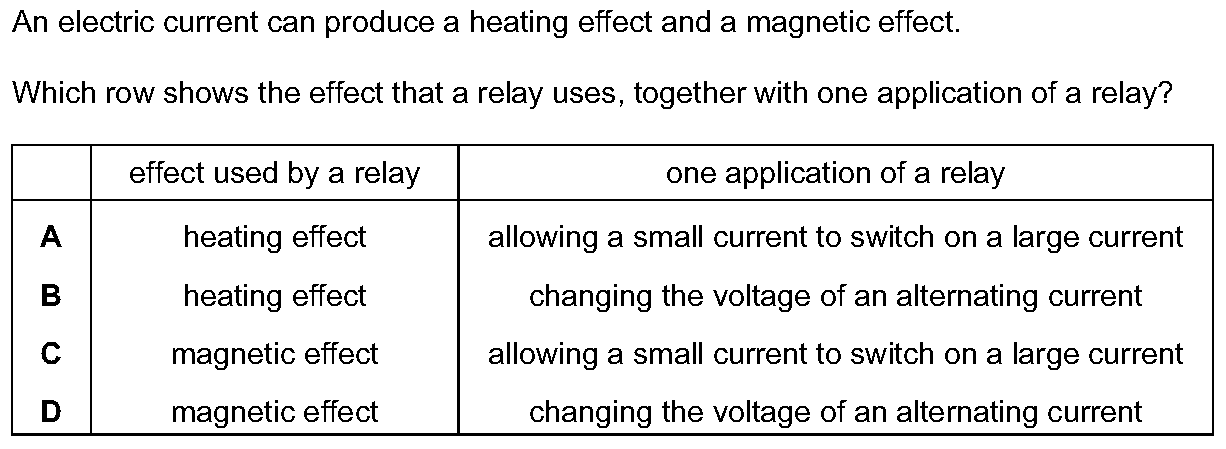 An electric current can produce a heating effect and a magnetic effect.
Which row shows the effect that a relay uses, together with one application of a relay?
effect used by a relay one application of a relay
A heating effect allowing a small current to switch on a large current
B heating effect changing the voltage of an alternating current
C magnetic effect allowing a small current to switch on a large current
D magnetic effect changing the voltage of an alternating current